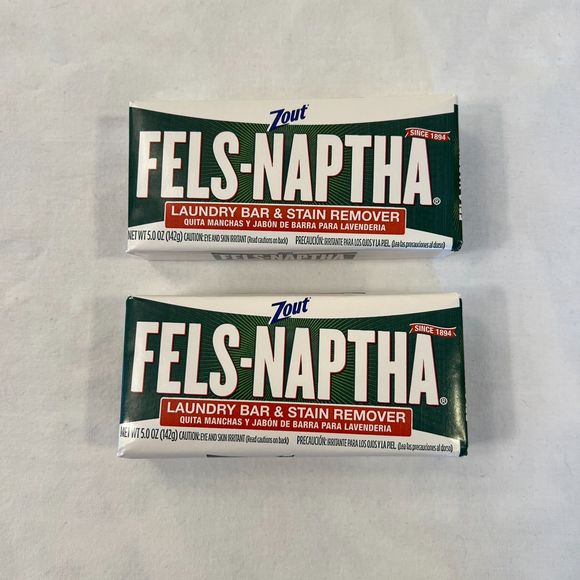 Zout
SINCE 1894
FELS-NAPTHA®
LAUNDRY BAR & STAIN REMOVER
QUITA MANCHAS Y JABÓN DE BARRA PARA LAVENDERIA
NET WT 5.0 OZ (142g) CAUTION: EYE AND SKIN IRRITANT (Read cautions on back) PRECAUCIÓN: IRRITANTE PARA LOS OJOS Y LA PIEL. (Lea las precauciones al dorso)
FELS-NAPTHA
Zout
SINCE 1894
FELS-NAPTHA®
LAUNDRY BAR & STAIN REMOVER
QUITA MANCHAS Y JABÓN DE BARRA PARA LAVENDERIA
NET WT 5.0 OZ (142g) CAUTION: EYE AND SKIN IRRITANT (Read cautions on back) PRECAUCIÓN: IRRITANTE PARA LOS OJOS Y LA PIEL. (Lea las precauciones al dorso)